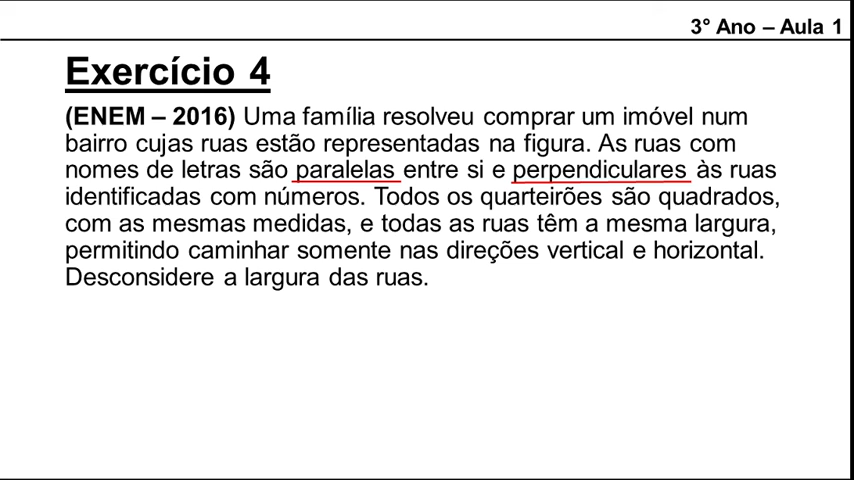 3° Ano – Aula 1
Exercício 4
(ENEM – 2016) Uma família resolveu comprar um imóvel num
bairro cujas ruas estão representadas na figura. As ruas com
nomes de letras são paralelas entre si e perpendiculares às ruas
identificadas com números. Todos os quarteirões são quadrados,
com as mesmas medidas, e todas as ruas têm a mesma largura,
permitindo caminhar somente nas direções vertical e horizontal.
Desconsidere a largura das ruas.